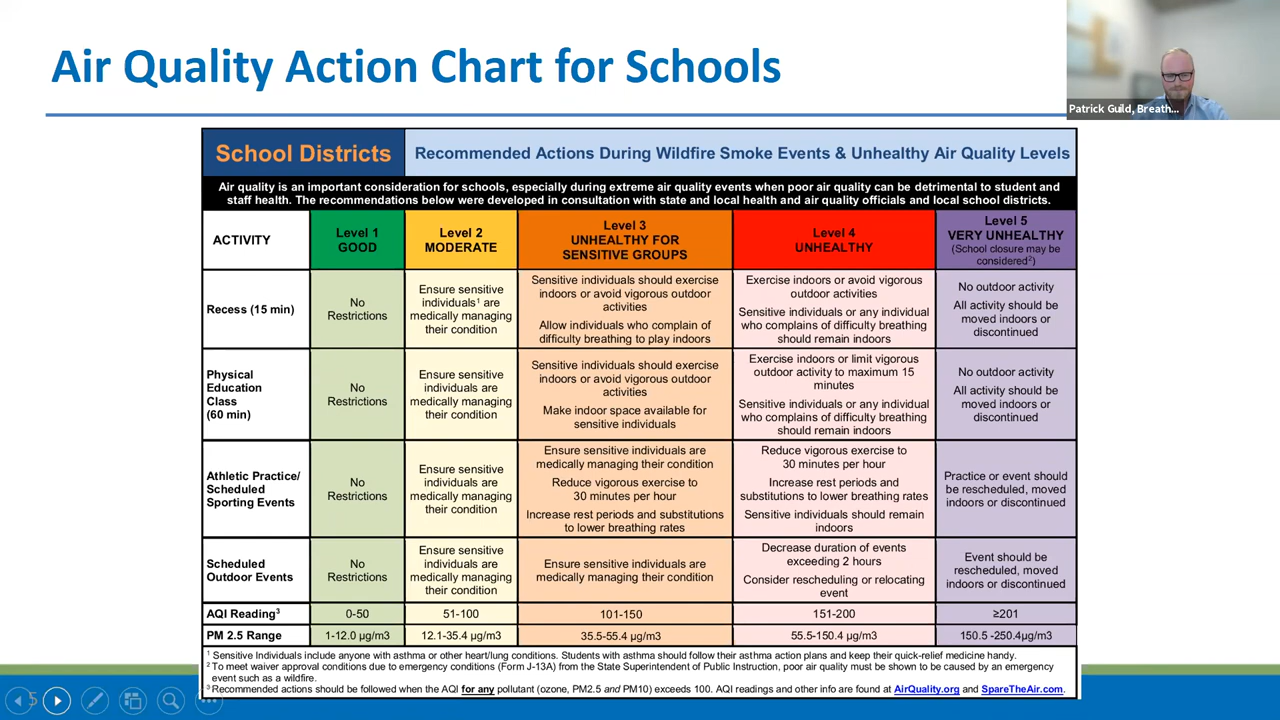 Air Quality Action Chart for Schools
Patrick Guild, Breath...
School Districts
Recommended Actions During Wildfire Smoke Events & Unhealthy Air Quality Levels
Air quality is an important consideration for schools, especially during extreme air quality events when poor air quality can be detrimental to student and
staff health. The recommendations below were developed in consultation with state and local health and air quality officials and local school districts.
ACTIVITY
Level 1
GOOD
Level 2
MODERATE
Level 3
UNHEALTHY FOR
SENSITIVE GROUPS
Level 4
UNHEALTHY
Level 5
VERY UNHEALTHY
(School closure may be
considered²)
Recess (15 min)
No
Restrictions
Ensure sensitive
individuals¹ are
medically managing
their condition
Sensitive individuals should exercise
indoors or avoid vigorous outdoor
activities
Allow individuals who complain of
difficulty breathing to play indoors
Exercise indoors or avoid vigorous
outdoor activities
Sensitive individuals or any individual
who complains of difficulty breathing
should remain indoors
No outdoor activity
All activity should be
moved indoors or
discontinued
Physical
Education
Class
(60 min)
No
Restrictions
Ensure sensitive
individuals are
medically managing
their condition
Sensitive individuals should exercise
indoors or avoid vigorous outdoor
activities
Make indoor space available for
sensitive individuals
Exercise indoors or limit vigorous
outdoor activity to maximum 15
minutes
Sensitive individuals or any individual
who complains of difficulty breathing
should remain indoors
No outdoor activity
All activity should be
moved indoors or
discontinued
Athletic Practice/
Scheduled
Sporting Events
No
Restrictions
Ensure sensitive
individuals are
medically managing
their condition
Ensure sensitive individuals are
medically managing their condition
Reduce vigorous exercise to
30 minutes per hour
Increase rest periods and substitutions
to lower breathing rates
Reduce vigorous exercise to
30 minutes per hour
Increase rest periods and
substitutions to lower breathing rates
Sensitive individuals should remain
indoors
Practice or event should
be rescheduled, moved
indoors or discontinued
Scheduled
Outdoor Events
No
Restrictions
Ensure sensitive
individuals are
medically managing
their condition
Ensure sensitive individuals are
medically managing their condition
Decrease duration of events
exceeding 2 hours
Consider rescheduling or relocating
event
Event should be
rescheduled, moved
indoors or discontinued
AQI Reading³
0-50
51-100
101-150
151-200
≥201
PM 2.5 Range
1-12.0 µg/m3
12.1-35.4 µg/m3
35.5-55.4 µg/m3
55.5-150.4 µg/m3
150.5 -250.4µg/m3
¹ Sensitive Individuals include anyone with asthma or other heart/lung conditions. Students with asthma should follow their asthma action plans and keep their quick-relief medicine handy.
² To meet waiver approval conditions due to emergency conditions (Form J-13A) from the State Superintendent of Public Instruction, poor air quality must be shown to be caused by an emergency
event such as a wildfire.
³ Recommended actions should be followed when the AQI for any pollutant (ozone, PM2.5 and PM10) exceeds 100. AQI readings and other info are found at AirQuality.org and SpareTheAir.com.
5